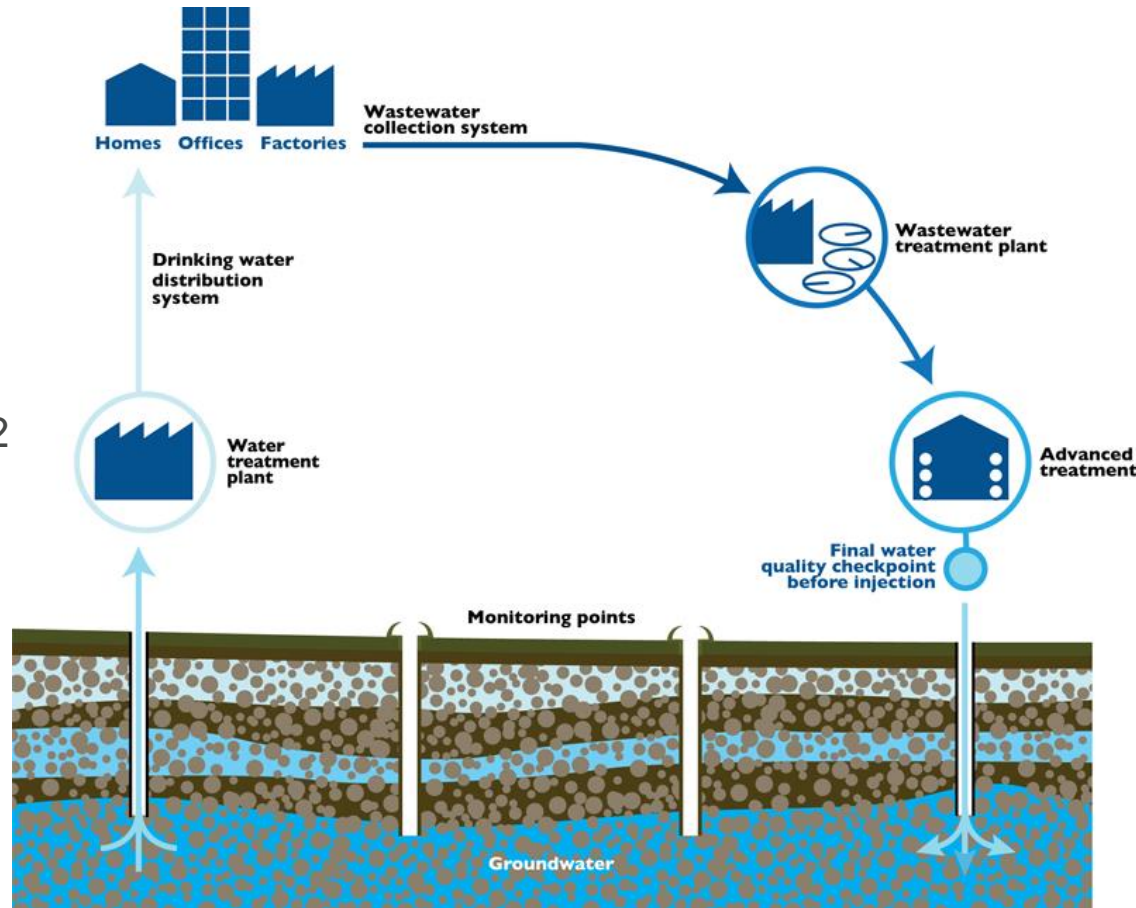 Homes Offices Factories
Wastewater
collection system
Wastewater
treatment plant
Drinking water
distribution
system
2
Water
treatment
plant
Advanced
treatment
Final water
quality checkpoint
before injection
Monitoring points
Groundwater